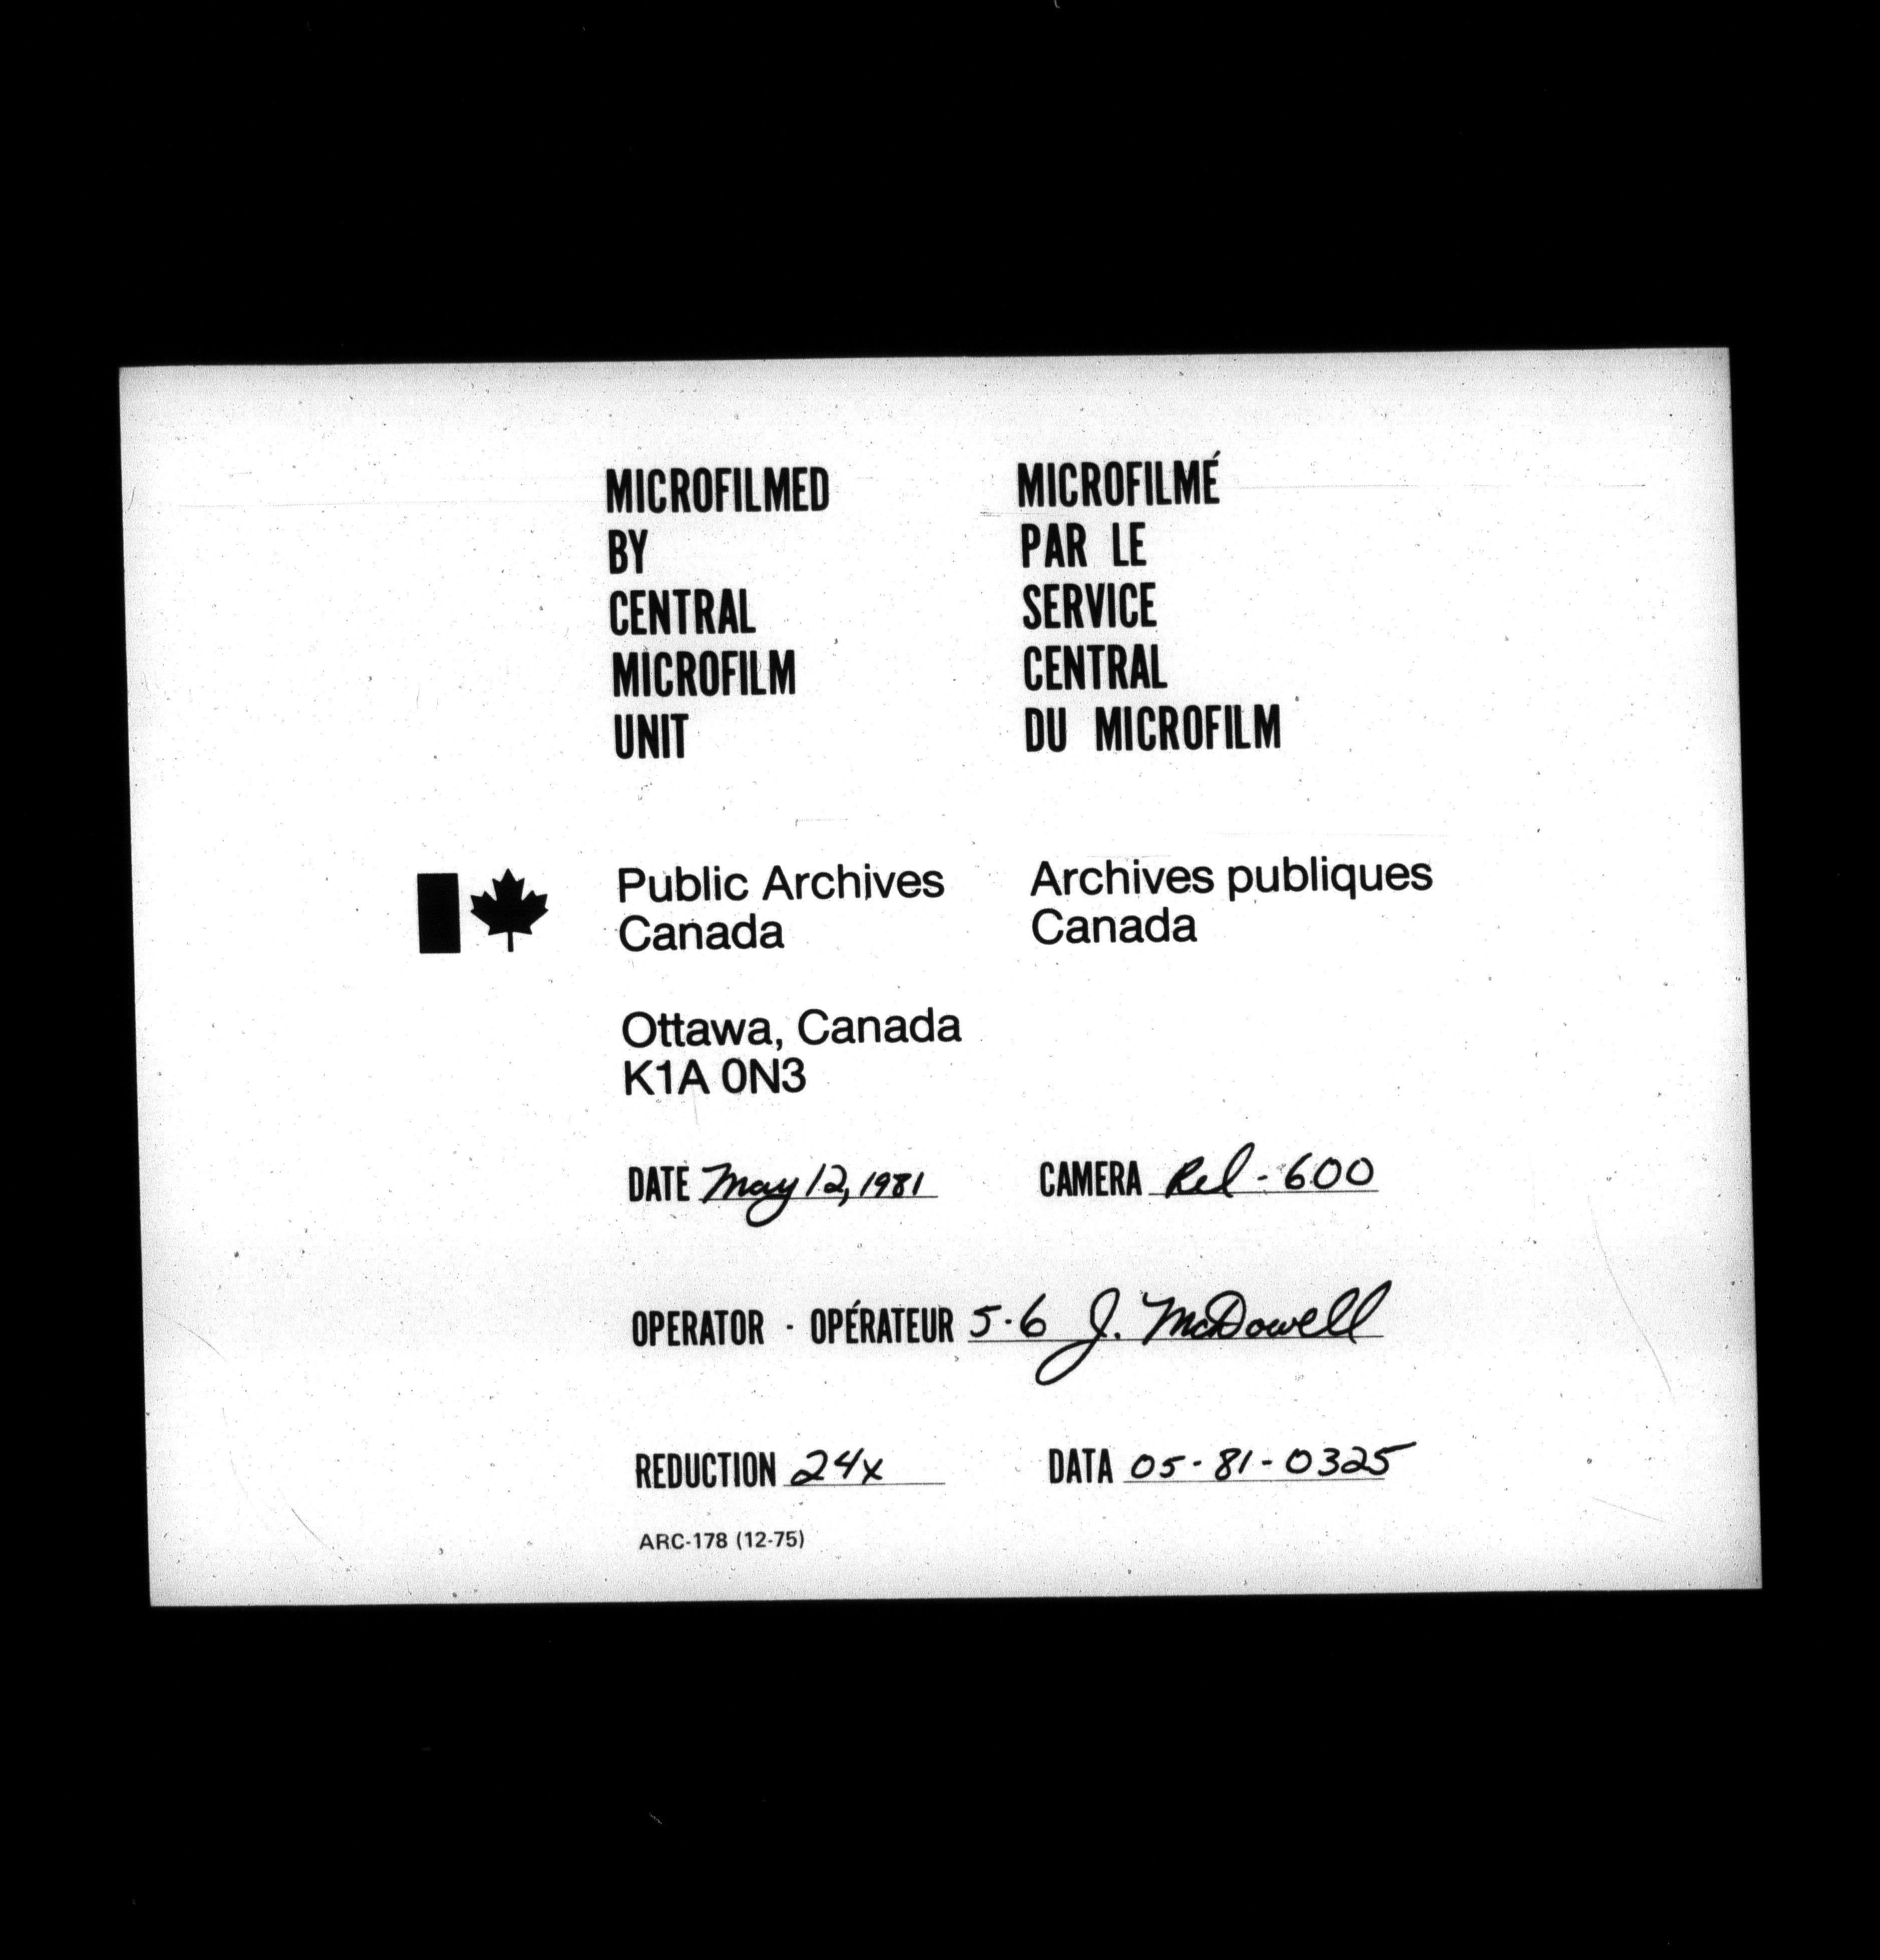 MICROFILMED
BY
CENTRAL
MICROFILM
UNIT
MICROFILMÉ
PAR LE
SERVICE
CENTRAL
DU MICROFILM
Public Archives
Canada
Archives publiques
Canada
Ottawa, Canada
K1A 0N3
DATE May 12, 1981
CAMERA Rel-600
OPERATOR - OPÉRATEUR 5-6 J. McDowell
REDUCTION 24x
DATA 05-81-0325
ARC-178 (12-75)